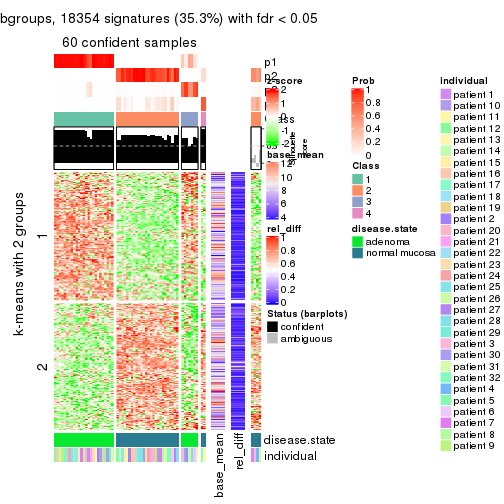 bgroups, 18354 signatures (35.3%) with fdr < 0.05
60 confident samples
p1
p2
k-means with 2 groups
1
2
z-score
2
1
-1
-2
base_mean
12
10
8
6
4
rel_diff
1
0.8
0.6
0.4
0.2
0
Status (barplots)
confident
ambiguous
Prob
1
0.8
0.6
0.4
0.2
0
Class
1
2
3
4
disease.state
adenoma
normal mucosa
individual
patient 1
patient 10
patient 11
patient 12
patient 13
patient 14
patient 15
patient 16
patient 17
patient 18
patient 19
patient 2
patient 20
patient 21
patient 22
patient 23
patient 24
patient 25
patient 26
patient 27
patient 28
patient 29
patient 3
patient 30
patient 31
patient 32
patient 4
patient 5
patient 6
patient 7
patient 8
patient 9
disease.state
individual
base_mean
rel_diff